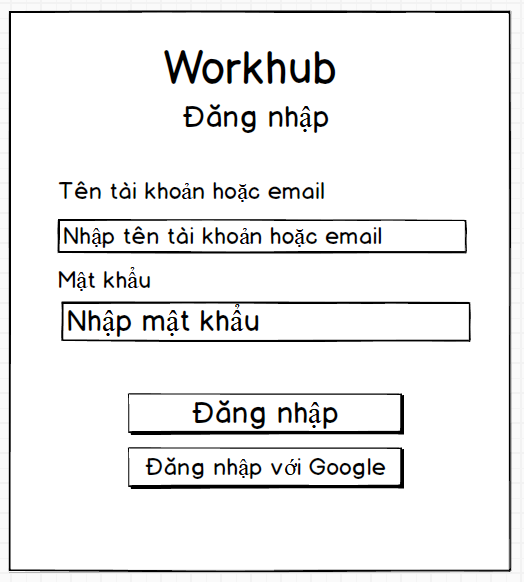 Workhub
Đăng nhập
Tên tài khoản hoặc email
Nhập tên tài khoản hoặc email
Mật khẩu
Nhập mật khẩu
Đăng nhập
Đăng nhập với Google